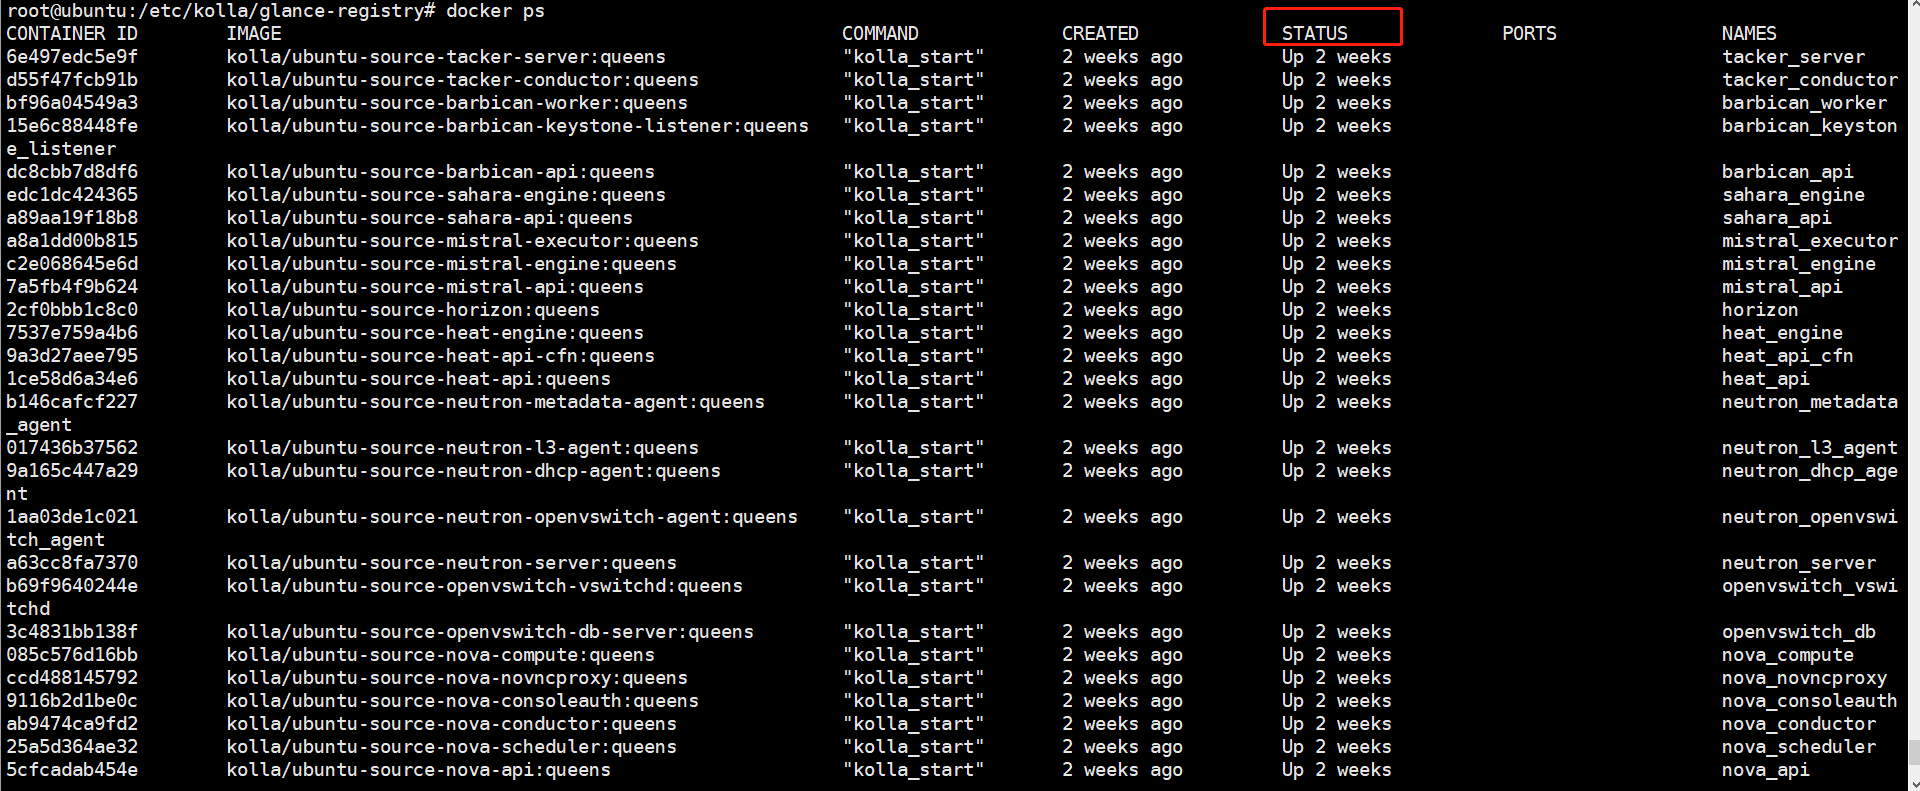 root@ubuntu:/etc/kolla/glance-registry# docker ps
CONTAINER ID IMAGE COMMAND CREATED STATUS PORTS NAMES
6e497edc5e9f kolla/ubuntu-source-tacker-server:queens "kolla_start" 2 weeks ago Up 2 weeks tacker_server
d55f47fcb91b kolla/ubuntu-source-tacker-conductor:queens "kolla_start" 2 weeks ago Up 2 weeks tacker_conductor
bf96a04549a3 kolla/ubuntu-source-barbican-worker:queens "kolla_start" 2 weeks ago Up 2 weeks barbican_worker
15e6c88448fe kolla/ubuntu-source-barbican-keystone-listener:queens "kolla_start" 2 weeks ago Up 2 weeks barbican_keyston
e_listener
dc8cbb7d8df6 kolla/ubuntu-source-barbican-api:queens "kolla_start" 2 weeks ago Up 2 weeks barbican_api
edc1dc424365 kolla/ubuntu-source-sahara-engine:queens "kolla_start" 2 weeks ago Up 2 weeks sahara_engine
a89aa19f18b8 kolla/ubuntu-source-sahara-api:queens "kolla_start" 2 weeks ago Up 2 weeks sahara_api
a8a1dd00b815 kolla/ubuntu-source-mistral-executor:queens "kolla_start" 2 weeks ago Up 2 weeks mistral_executor
c2e068645e6d kolla/ubuntu-source-mistral-engine:queens "kolla_start" 2 weeks ago Up 2 weeks mistral_engine
7a5fb4f9b624 kolla/ubuntu-source-mistral-api:queens "kolla_start" 2 weeks ago Up 2 weeks mistral_api
2cf0bbb1c8c0 kolla/ubuntu-source-horizon:queens "kolla_start" 2 weeks ago Up 2 weeks horizon
7537e759a4b6 kolla/ubuntu-source-heat-engine:queens "kolla_start" 2 weeks ago Up 2 weeks heat_engine
9a3d27aee795 kolla/ubuntu-source-heat-api-cfn:queens "kolla_start" 2 weeks ago Up 2 weeks heat_api_cfn
1ce58d6a34e6 kolla/ubuntu-source-heat-api:queens "kolla_start" 2 weeks ago Up 2 weeks heat_api
b146cafcf227 kolla/ubuntu-source-neutron-metadata-agent:queens "kolla_start" 2 weeks ago Up 2 weeks neutron_metadata
_agent
017436b37562 kolla/ubuntu-source-neutron-l3-agent:queens "kolla_start" 2 weeks ago Up 2 weeks neutron_l3_agent
9a165c447a29 kolla/ubuntu-source-neutron-dhcp-agent:queens "kolla_start" 2 weeks ago Up 2 weeks neutron_dhcp_age
nt
1aa03de1c021 kolla/ubuntu-source-neutron-openvswitch-agent:queens "kolla_start" 2 weeks ago Up 2 weeks neutron_openvswi
tch_agent
a63cc8fa7370 kolla/ubuntu-source-neutron-server:queens "kolla_start" 2 weeks ago Up 2 weeks neutron_server
b69f9640244e kolla/ubuntu-source-openvswitch-vswitchd:queens "kolla_start" 2 weeks ago Up 2 weeks openvswitch_vswi
tchd
3c4831bb138f kolla/ubuntu-source-openvswitch-db-server:queens "kolla_start" 2 weeks ago Up 2 weeks openvswitch_db
085c576d16bb kolla/ubuntu-source-nova-compute:queens "kolla_start" 2 weeks ago Up 2 weeks nova_compute
ccd488145792 kolla/ubuntu-source-nova-novncproxy:queens "kolla_start" 2 weeks ago Up 2 weeks nova_novncproxy
9116b2d1be0c kolla/ubuntu-source-nova-consoleauth:queens "kolla_start" 2 weeks ago Up 2 weeks nova_consoleauth
ab9474ca9fd2 kolla/ubuntu-source-nova-conductor:queens "kolla_start" 2 weeks ago Up 2 weeks nova_conductor
25a5d364ae32 kolla/ubuntu-source-nova-scheduler:queens "kolla_start" 2 weeks ago Up 2 weeks nova_scheduler
5cfcadab454e kolla/ubuntu-source-nova-api:queens "kolla_start" 2 weeks ago Up 2 weeks nova_api